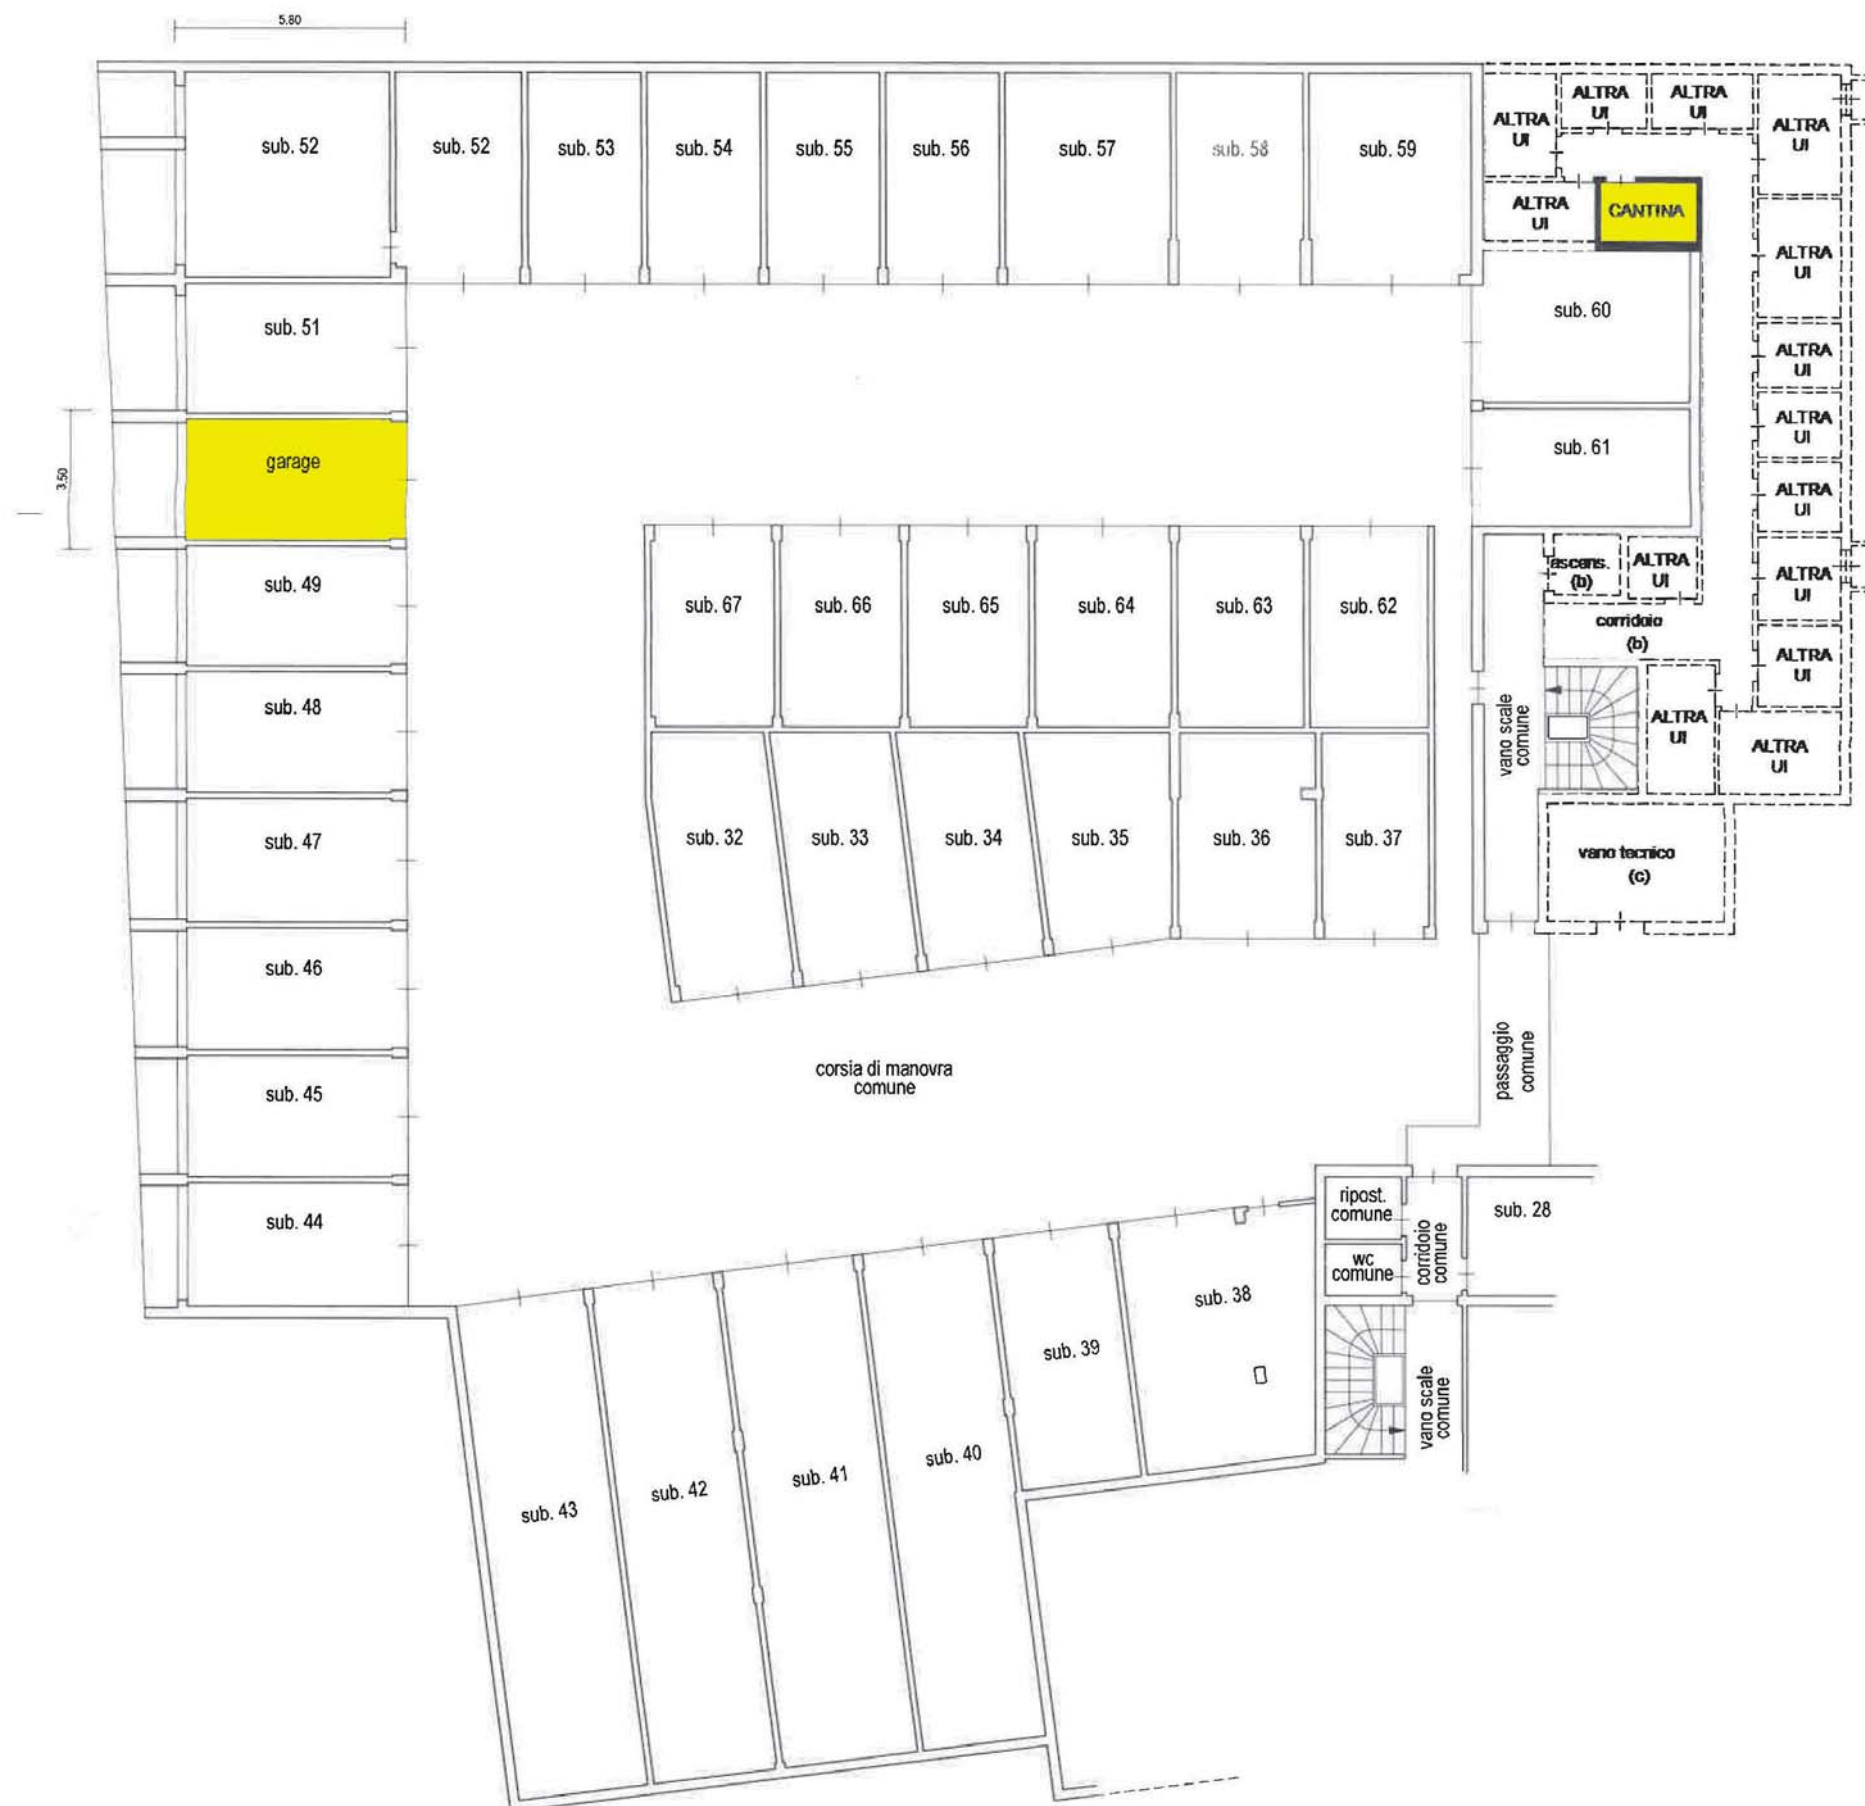 5.80
sub. 52
sub. 52
sub. 53
sub. 54
sub. 55
sub. 56
sub. 57
sub. 58
sub. 59
ALTRA
UI
ALTRA
UI
ALTRA
UI
ALTRA
UI
ALTRA
UI
CANTINA
ALTRA
UI
sub. 51
sub. 60
ALTRA
UI
3.50
garage
sub. 61
ALTRA
UI
ALTRA
UI
sub. 49
sub. 67
sub. 66
sub. 65
sub. 64
sub. 63
sub. 62
ascens.
(b)
ALTRA
UI
ALTRA
UI
corridoio
(b)
ALTRA
UI
sub. 48
vano scale
comune
ALTRA
UI
ALTRA
UI
sub. 47
sub. 32
sub. 33
sub. 34
sub. 35
sub. 36
sub. 37
vano tecnico
(c)
sub. 46
corsia di manovra
comune
passaggio
comune
sub. 45
sub. 44
ripost.
comune
wc
comune
corridoio
comune
sub. 28
sub. 38
sub. 39
vano scale
comune
sub. 40
sub. 41
sub. 42
sub. 43